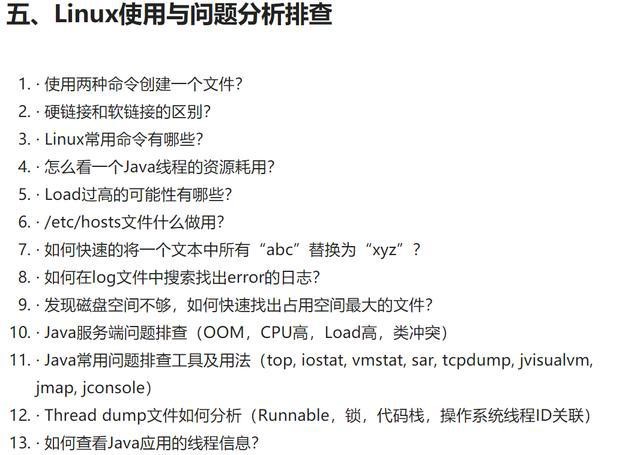 五、Linux使用与问题分析排查
1. · 使用两种命令创建一个文件？
2. · 硬链接和软链接的区别？
3. · Linux常用命令有哪些？
4. · 怎么看一个Java线程的资源耗用？
5. · Load过高的可能性有哪些？
6. · /etc/hosts文件什么做用？
7. · 如何快速的将一个文本中所有“abc”替换为“xyz”？
8. · 如何在log文件中搜索找出error的日志？
9. · 发现磁盘空间不够，如何快速找出占用空间最大的文件？
10. · Java服务端问题排查（OOM，CPU高，Load高，类冲突）
11. · Java常用问题排查工具及用法（top, iostat, vmstat, sar, tcpdump, jvisualvm,
jmap, jconsole）
12. · Thread dump文件如何分析（Runnable，锁，代码栈，操作系统线程ID关联）
13. · 如何查看Java应用的线程信息？